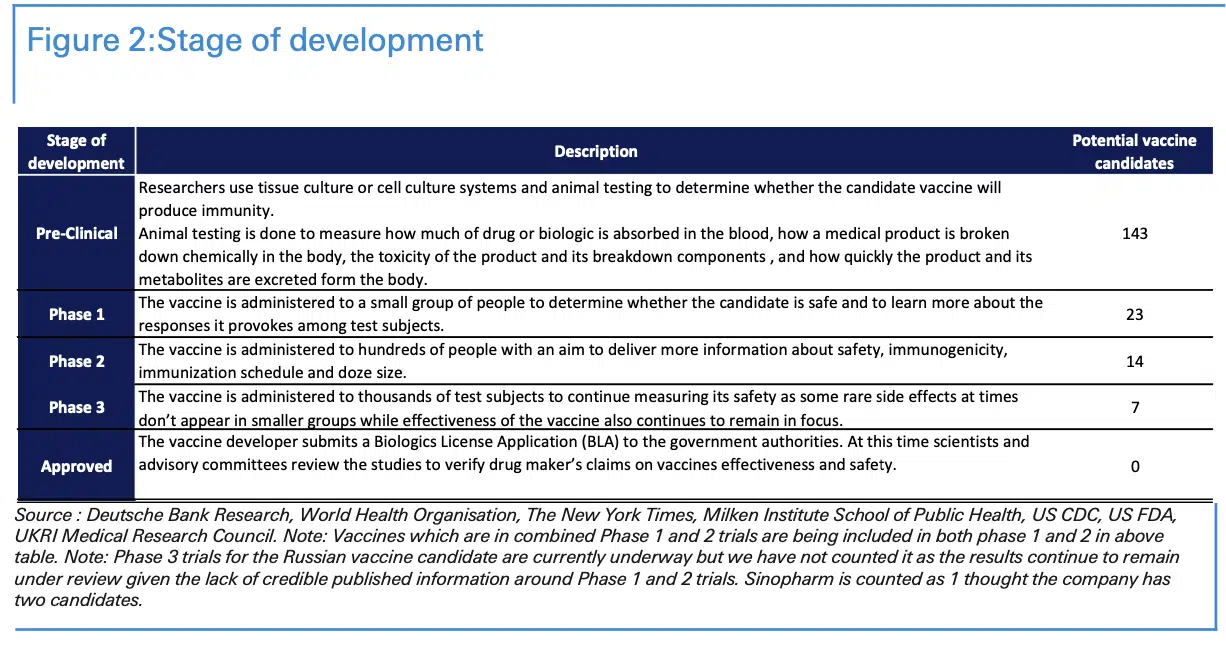 Figure 2:Stage of development
Stage of
development
Description
Potential vaccine
candidates
Pre-Clinical
Researchers use tissue culture or cell culture systems and animal testing to determine whether the candidate vaccine will
produce immunity.
Animal testing is done to measure how much of drug or biologic is absorbed in the blood, how a medical product is broken
down chemically in the body, the toxicity of the product and its breakdown components , and how quickly the product and its
metabolites are excreted form the body.
143
Phase 1
The vaccine is administered to a small group of people to determine whether the candidate is safe and to learn more about the
responses it provokes among test subjects.
23
Phase 2
The vaccine is administered to hundreds of people with an aim to deliver more information about safety, immunogenicity,
immunization schedule and doze size.
14
Phase 3
The vaccine is administered to thousands of test subjects to continue measuring its safety as some rare side effects at times
don’t appear in smaller groups while effectiveness of the vaccine also continues to remain in focus.
7
Approved
The vaccine developer submits a Biologics License Application (BLA) to the government authorities. At this time scientists and
advisory committees review the studies to verify drug maker’s claims on vaccines effectiveness and safety.
0
Source : Deutsche Bank Research, World Health Organisation, The New York Times, Milken Institute School of Public Health, US CDC, US FDA,
UKRI Medical Research Council. Note: Vaccines which are in combined Phase 1 and 2 trials are being included in both phase 1 and 2 in above
table. Note: Phase 3 trials for the Russian vaccine candidate are currently underway but we have not counted it as the results continue to remain
under review given the lack of credible published information around Phase 1 and 2 trials. Sinopharm is counted as 1 thought the company has
two candidates.